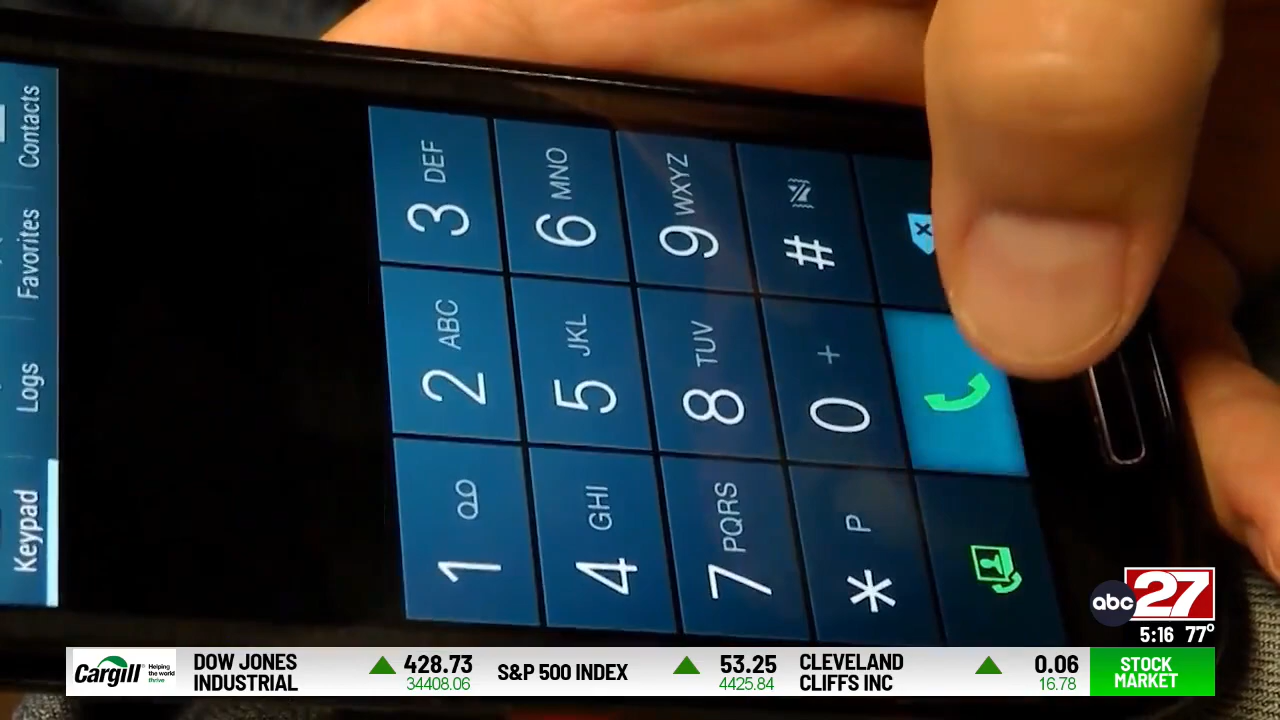 Keypad
Logs
Favorites
Contacts
1
2 ABC
3 DEF
4 GHI
5 JKL
6 MNO
7 PQRS
8 TUV
9 WXYZ
* P
0 +
#
abc 27
5:16 77°
Cargill
Helping
the world
thrive
DOW JONES
INDUSTRIAL
428.73
34408.06
S&P 500 INDEX
53.25
4425.84
CLEVELAND
CLIFFS INC
0.06
16.78
STOCK
MARKET